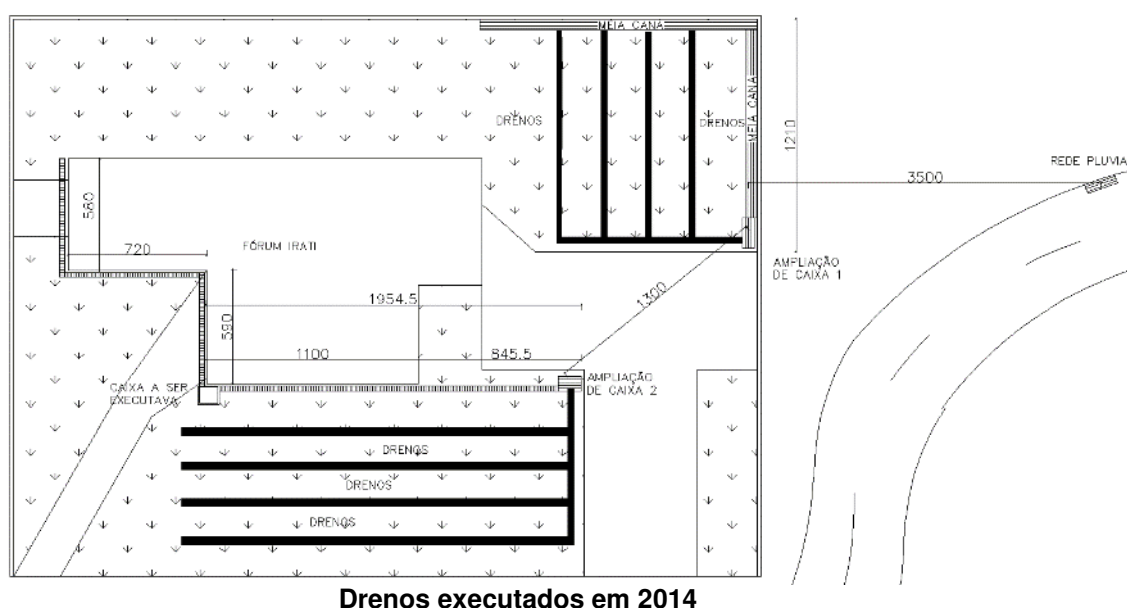 MEIA CANA
DRENOS
DRENOS
MEIA CANA
1210
REDE PLUVIA
3500
580
720
FÓRUM IRATI
AMPLIAÇÃO
DE CAIXA 1
1300
1954.5
590
1100
845.5
CAIXA A SER
EXECUTAVA
AMPLIAÇÃO
DE CAIXA 2
DRENOS
DRENOS
DRENOS
Drenos executados em 2014